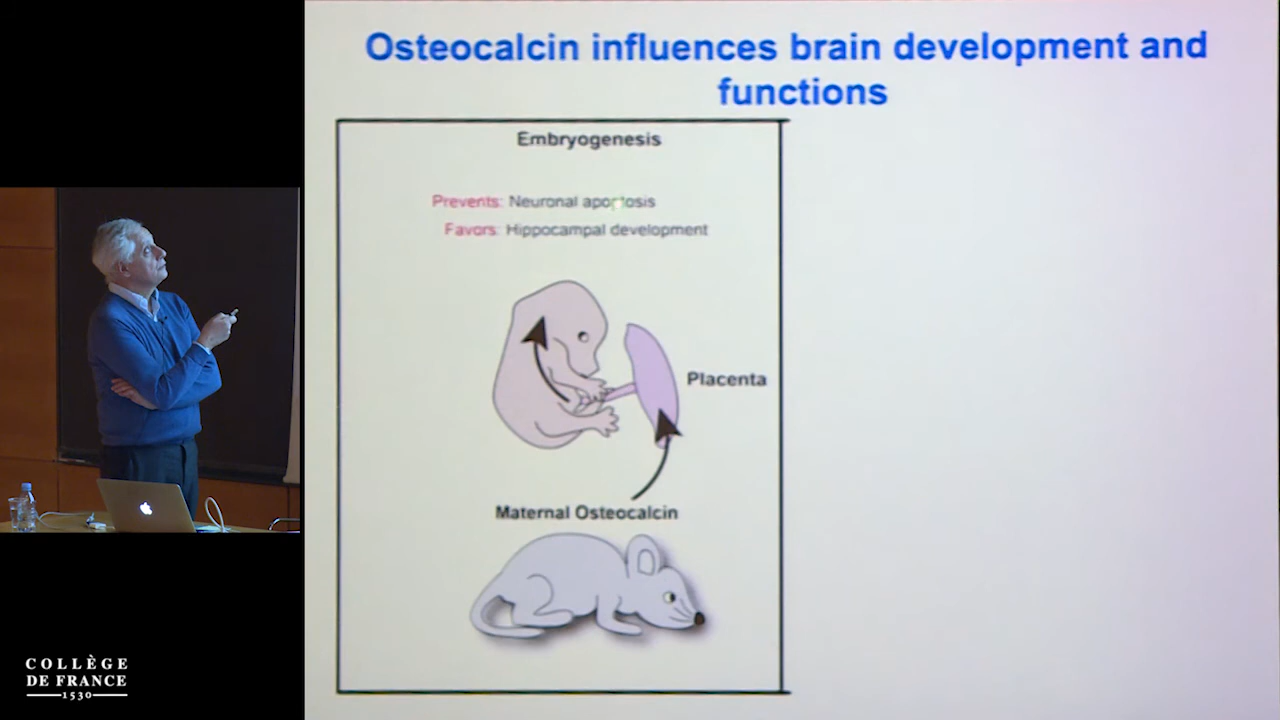 Osteocalcin influences brain development and
functions
Embryogenesis
Prevents: Neuronal apoptosis
Favors: Hippocampal development
Placenta
Maternal Osteocalcin
COLLÈGE
DE FRANCE
1530